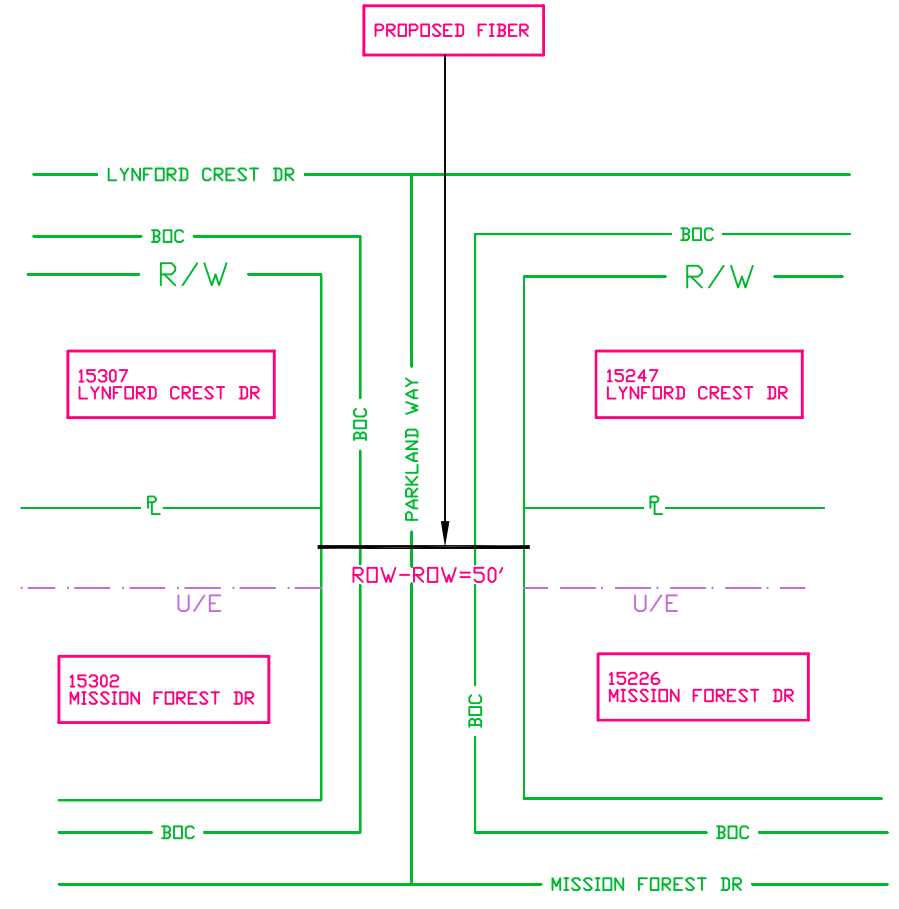 PROPOSED FIBER
LYNFORD CREST DR
BOC
BOC
R/W
R/W
15307
LYNFORD CREST DR
15247
LYNFORD CREST DR
BOC
PARKLAND WAY
PL
PL
ROW-ROW=50'
U/E
U/E
15302
MISSION FOREST DR
15226
MISSION FOREST DR
BOC
BOC
BOC
MISSION FOREST DR